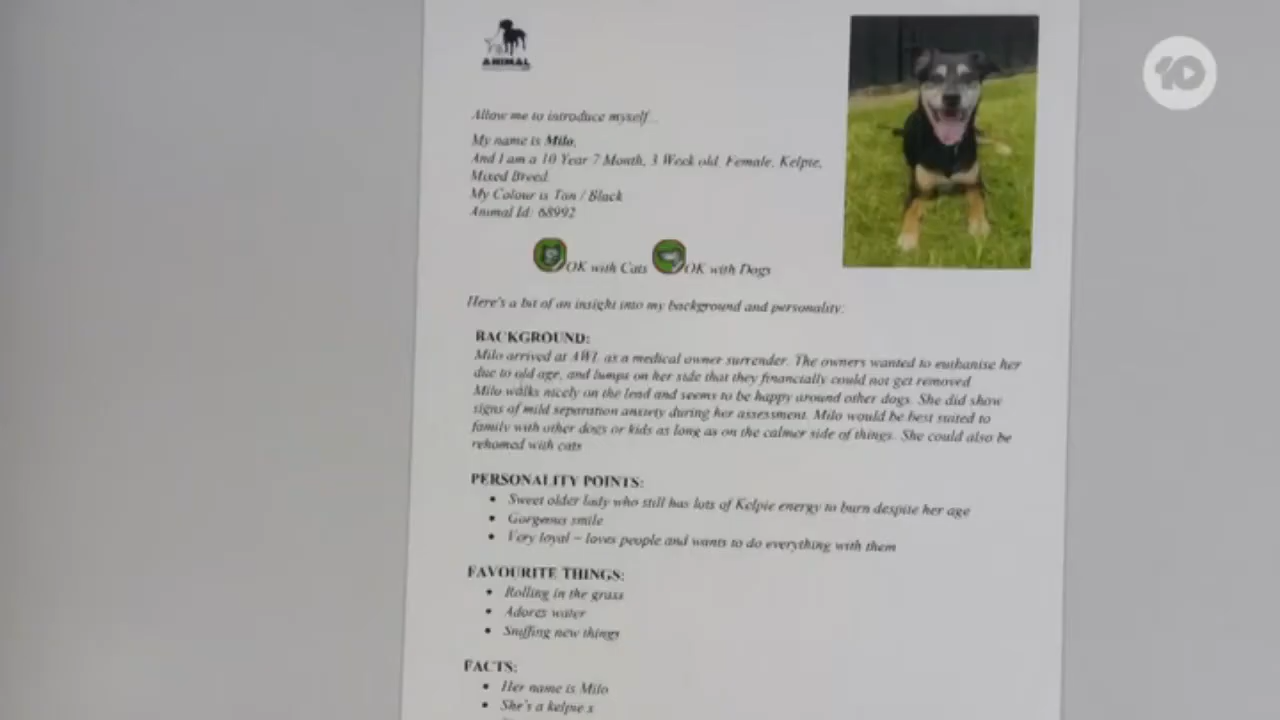 10
ANIMAL
Allow me to introduce myself...
My name is Milo,
And I am a 10 Year 7 Month, 3 Week old, Female, Kelpie,
Mixed Breed.
My Colour is Tan / Black
Animal Id: 68992
OK with Cats OK with Dogs
Here's a bit of an insight into my background and personality:
BACKGROUND:
Milo arrived at AWL as a medical owner surrender. The owners wanted to euthanise her
due to old age, and lumps on her side that they financially could not get removed
Milo walks nicely on the lead and seems to be happy around other dogs. She did show
signs of mild separation anxiety during her assessment. Milo would be best suited to
family with other dogs or kids as long as on the calmer side of things. She could also be
rehomed with cats
PERSONALITY POINTS:
• Sweet older lady who still has lots of Kelpie energy to burn despite her age
• Gorgeous smile
• Very loyal – loves people and wants to do everything with them
FAVOURITE THINGS:
• Rolling in the grass
• Adores water
• Sniffing new things
FACTS:
• Her name is Milo
• She's a kelpie x